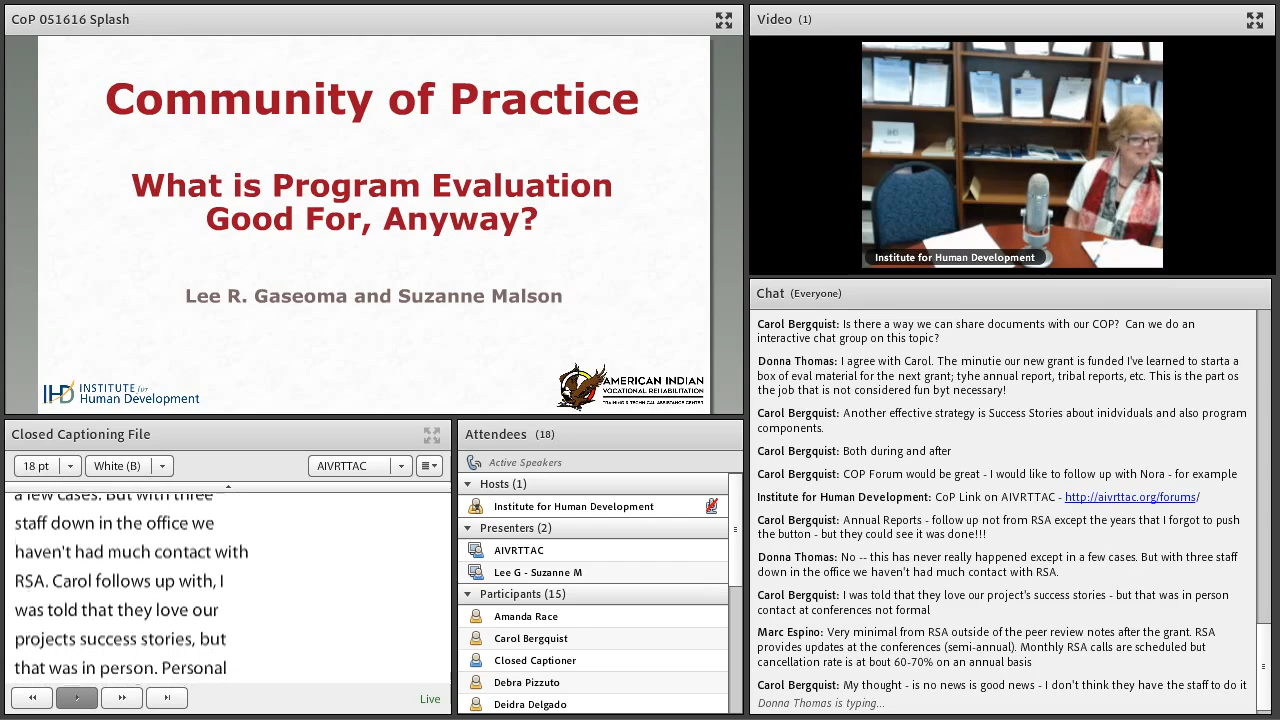 CoP 051616 Splash
Community of Practice
What is Program Evaluation
Good For, Anyway?
Lee R. Gaseoma and Suzanne Malson
IHD INSTITUTE for
Human Development
AMERICAN INDIAN
VOCATIONAL REHABILITATION
TRAINING & TECHNICAL ASSISTANCE CENTER
Video (1)
Institute for Human Development
Chat (Everyone)
Carol Bergquist: Is there a way we can share documents with our COP? Can we do an
interactive chat group on this topic?
Donna Thomas: I agree with Carol. The minutie our new grant is funded I've learned to starta a
box of eval material for the next grant; tyhe annual report, tribal reports, etc. This is the part os
the job that is not considered fun byt necessary!
Carol Bergquist: Another effective strategy is Success Stories about inidividuals and also program
components.
Carol Bergquist: Both during and after
Carol Bergquist: COP Forum would be great - I would like to follow up with Nora - for example
Institute for Human Development: CoP Link on AIVRTTAC - http://aivrttac.org/forums/
Carol Bergquist: Annual Reports - follow up not from RSA except the years that I forgot to push
the button - but they could see it was done!!!
Donna Thomas: No -- this has never really happened except in a few cases. But with three staff
down in the office we haven't had much contact with RSA.
Carol Bergquist: I was told that they love our project's success stories - but that was in person
contact at conferences not formal
Marc Espino: Very minimal from RSA outside of the peer review notes after the grant. RSA
provides updates at the conferences (semi-annual). Monthly RSA calls are scheduled but
cancellation rate is at bout 60-70% on an annual basis
Carol Bergquist: My thought - is no news is good news - I don't think they have the staff to do it
Donna Thomas is typing...
Closed Captioning File
18 pt
White (B)
AIVRTTAC
a few cases. But with three
staff down in the office we
haven't had much contact with
RSA. Carol follows up with, I
was told that they love our
projects success stories, but
that was in person. Personal
Live
Attendees (18)
Active Speakers
Hosts (1)
Institute for Human Development
Presenters (2)
AIVRTTAC
Lee G - Suzanne M
Participants (15)
Amanda Race
Carol Bergquist
Closed Captioner
Debra Pizzuto
Deidra Delgado